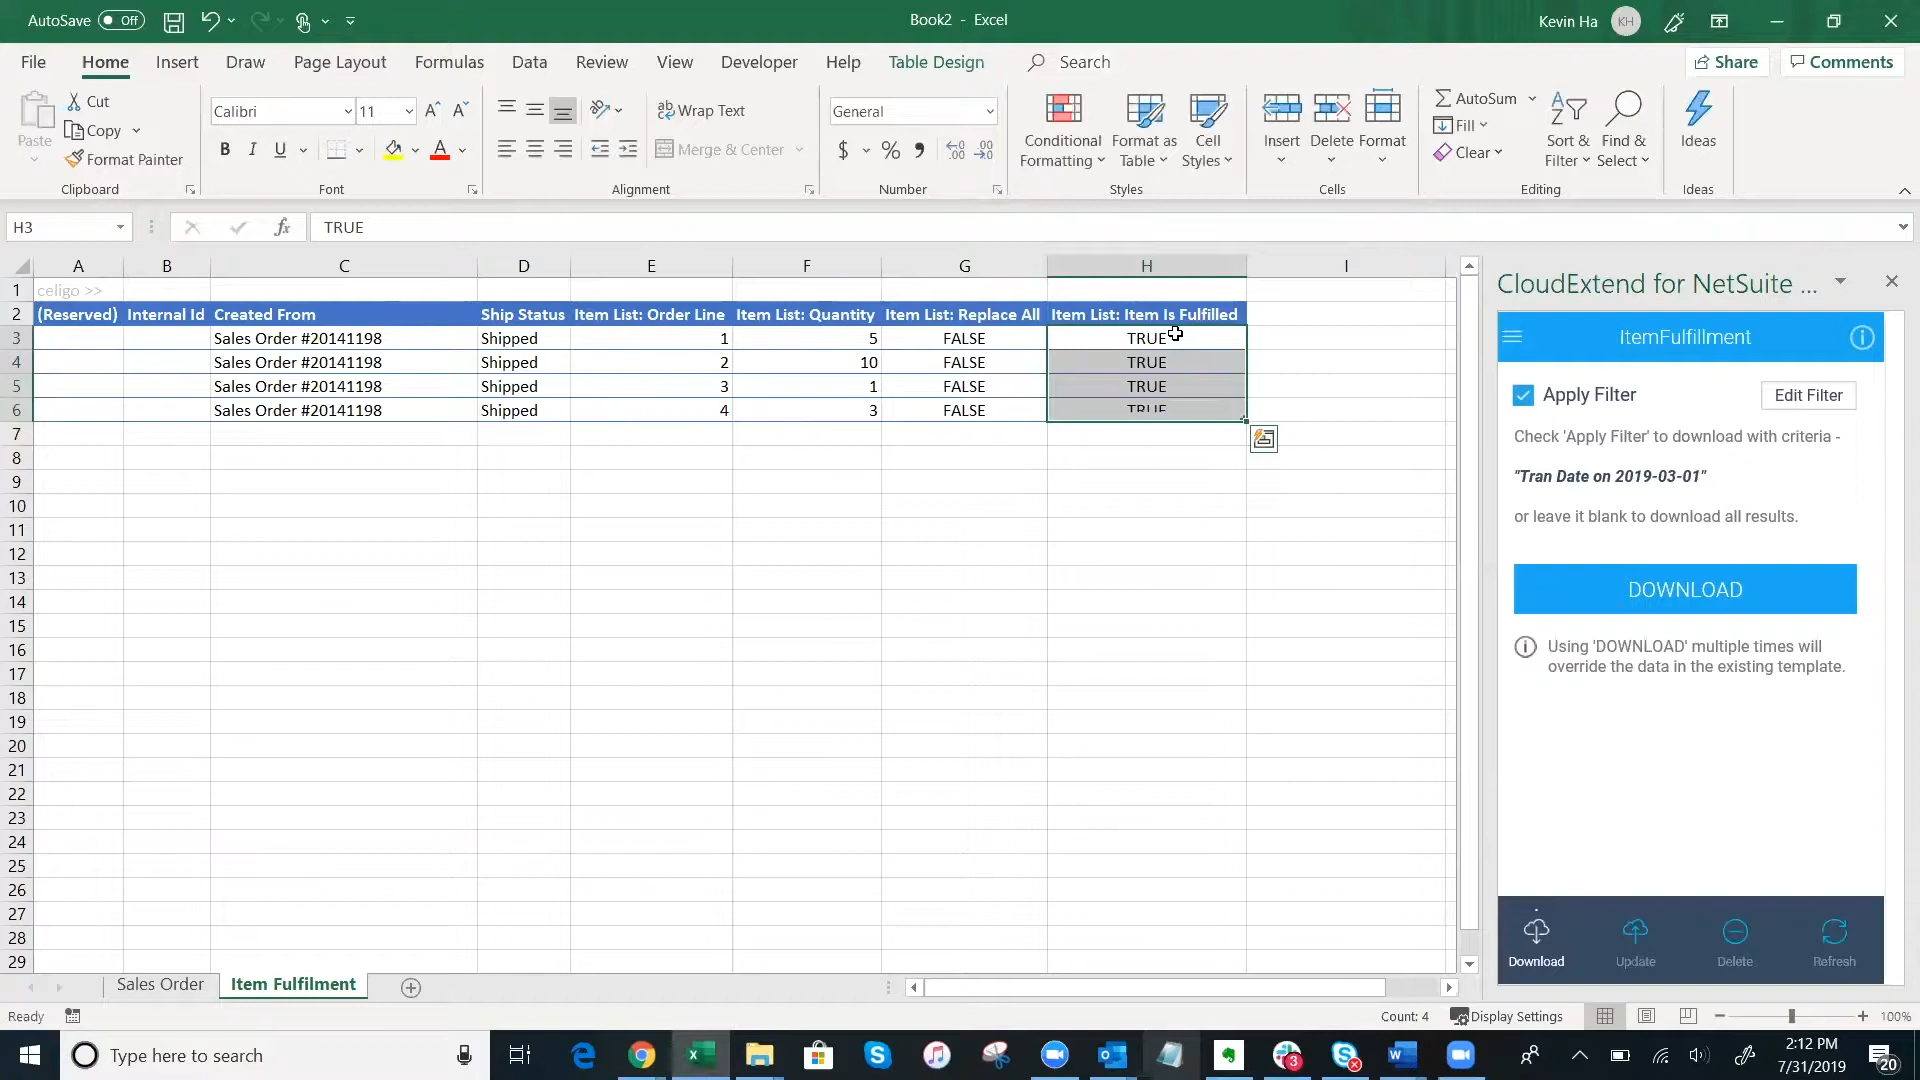 AutoSave Off
Book2 - Excel
Kevin Ha KH
File Home Insert Draw Page Layout Formulas Data Review View Developer Help Table Design Search
Share Comments
Paste
Cut
Copy
Format Painter
Clipboard
Calibri 11 A A
B I U A
Font
ab Wrap Text
Merge & Center
Alignment
General
$ % , .00 .00
Number
Conditional Formatting
Format as Table
Cell Styles
Styles
Insert Delete Format
Cells
AutoSum
Fill
Clear
Sort & Filter
Find & Select
Editing
Ideas
Ideas
H3 fx TRUE
A B C D E F G H I
1 celigo >>
2 (Reserved) Internal Id Created From Ship Status Item List: Order Line Item List: Quantity Item List: Replace All Item List: Item Is Fulfilled
3 Sales Order #20141198 Shipped 1 5 FALSE TRUE
4 Sales Order #20141198 Shipped 2 10 FALSE TRUE
5 Sales Order #20141198 Shipped 3 1 FALSE TRUE
6 Sales Order #20141198 Shipped 4 3 FALSE TRUE
7
8
9
10
11
12
13
14
15
16
17
18
19
20
21
22
23
24
25
26
27
28
29
CloudExtend for NetSuite ...
ItemFulfillment
Apply Filter Edit Filter
Check 'Apply Filter' to download with criteria -
"Tran Date on 2019-03-01"
or leave it blank to download all results.
DOWNLOAD
Using 'DOWNLOAD' multiple times will
override the data in the existing template.
Download Update Delete Refresh
Sales Order Item Fulfilment
Ready
Count: 4 Display Settings 100%
Type here to search
3
2:12 PM
7/31/2019
20